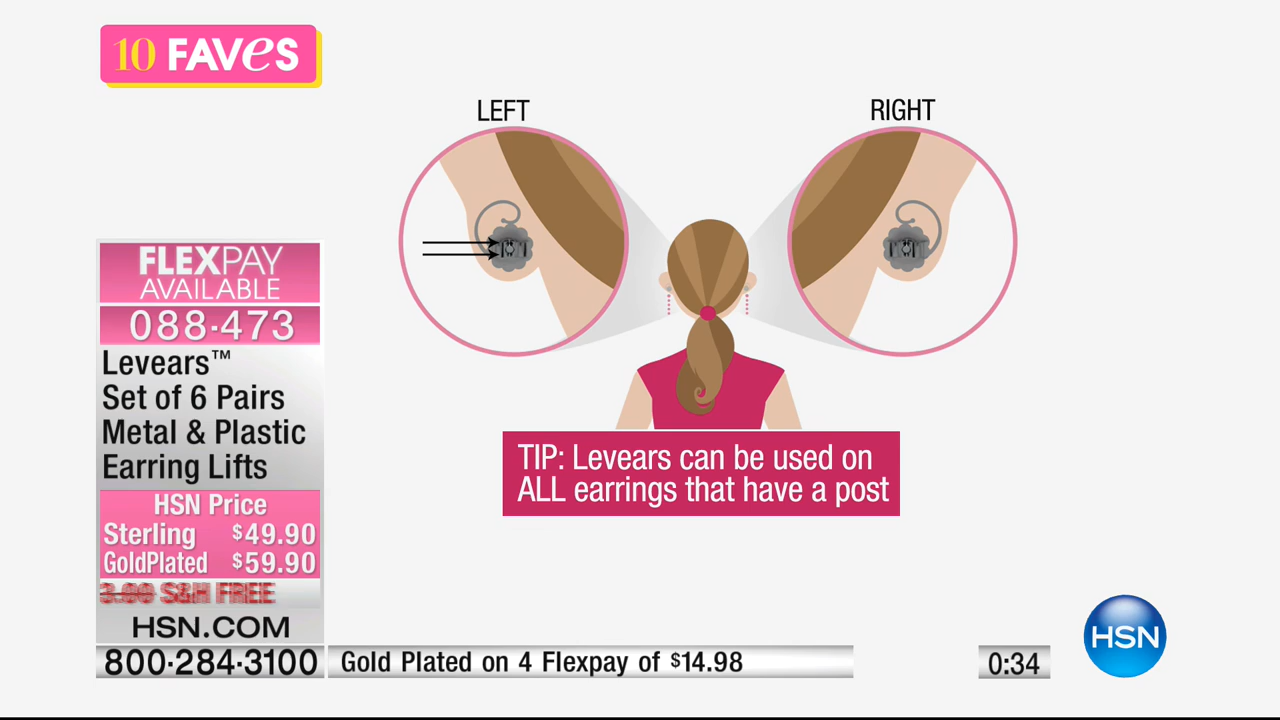 10 FAVeS
LEFT
RIGHT
FLEXPAY
AVAILABLE
088·473
Levears™
Set of 6 Pairs
Metal & Plastic
Earring Lifts
HSN Price
Sterling $49.90
GoldPlated $59.90
S&H FREE
HSN.COM
800·284·3100
TIP: Levears can be used on
ALL earrings that have a post
Gold Plated on 4 Flexpay of $14.98
0:34
HSN